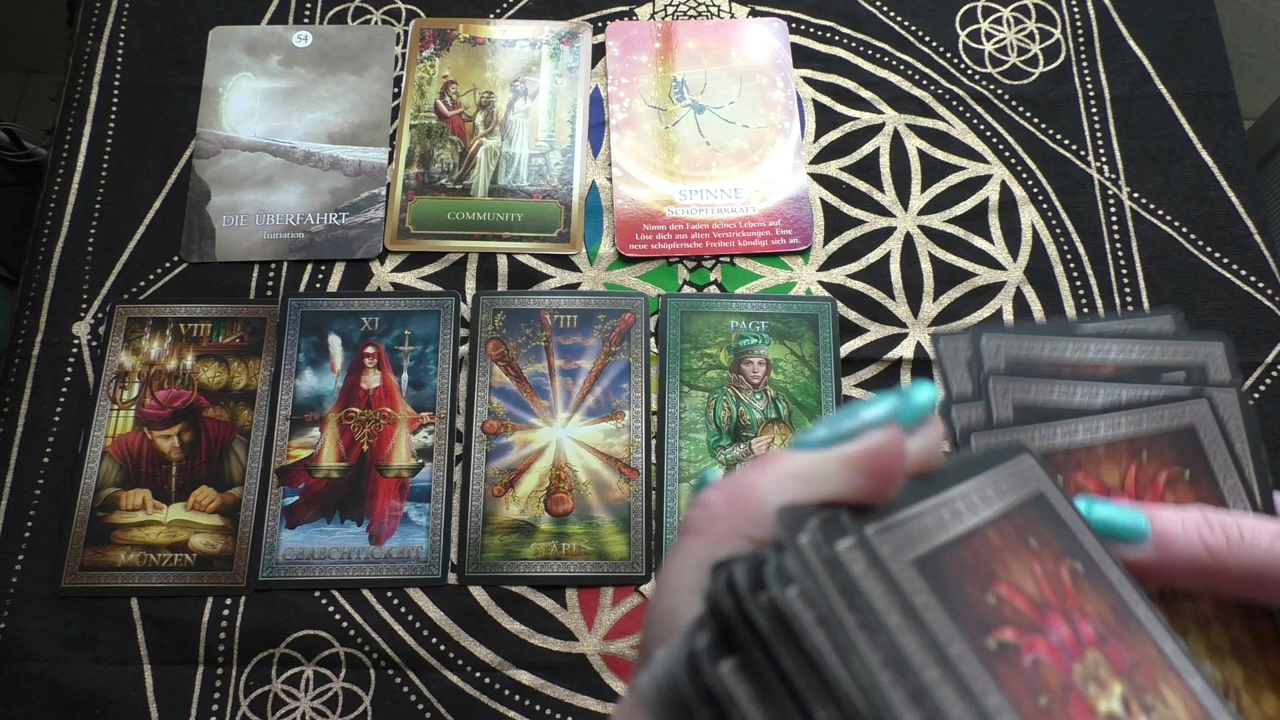 54
DIE ÜBERFAHRT
Initiation
7
COMMUNITY
SPINNE
SCHÖPFERKRAFT
Nimm den Faden deines Lebens auf.
Löse dich aus alten Verstrickungen. Eine
neue schöpferische Freiheit kündigt sich an.
VIII
MÜNZEN
XI
GERECHTIGKEIT
VIII
STÄBE
PAGE